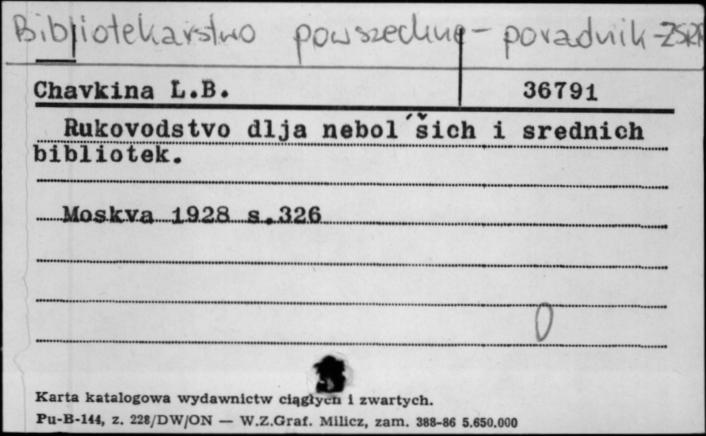 Bibliotekarstwo powszechne - poradnik - ZSRR
Chavkina L.B. 36791
Rukovodstvo dlja nebol´šich i srednich
bibliotek.
Moskva 1928 s.326
0
Karta katalogowa wydawnictw ciągłych i zwartych.
Pu-B-144, z. 228/DW/ON — W.Z.Graf. Milicz, zam. 388-86 5.650.000